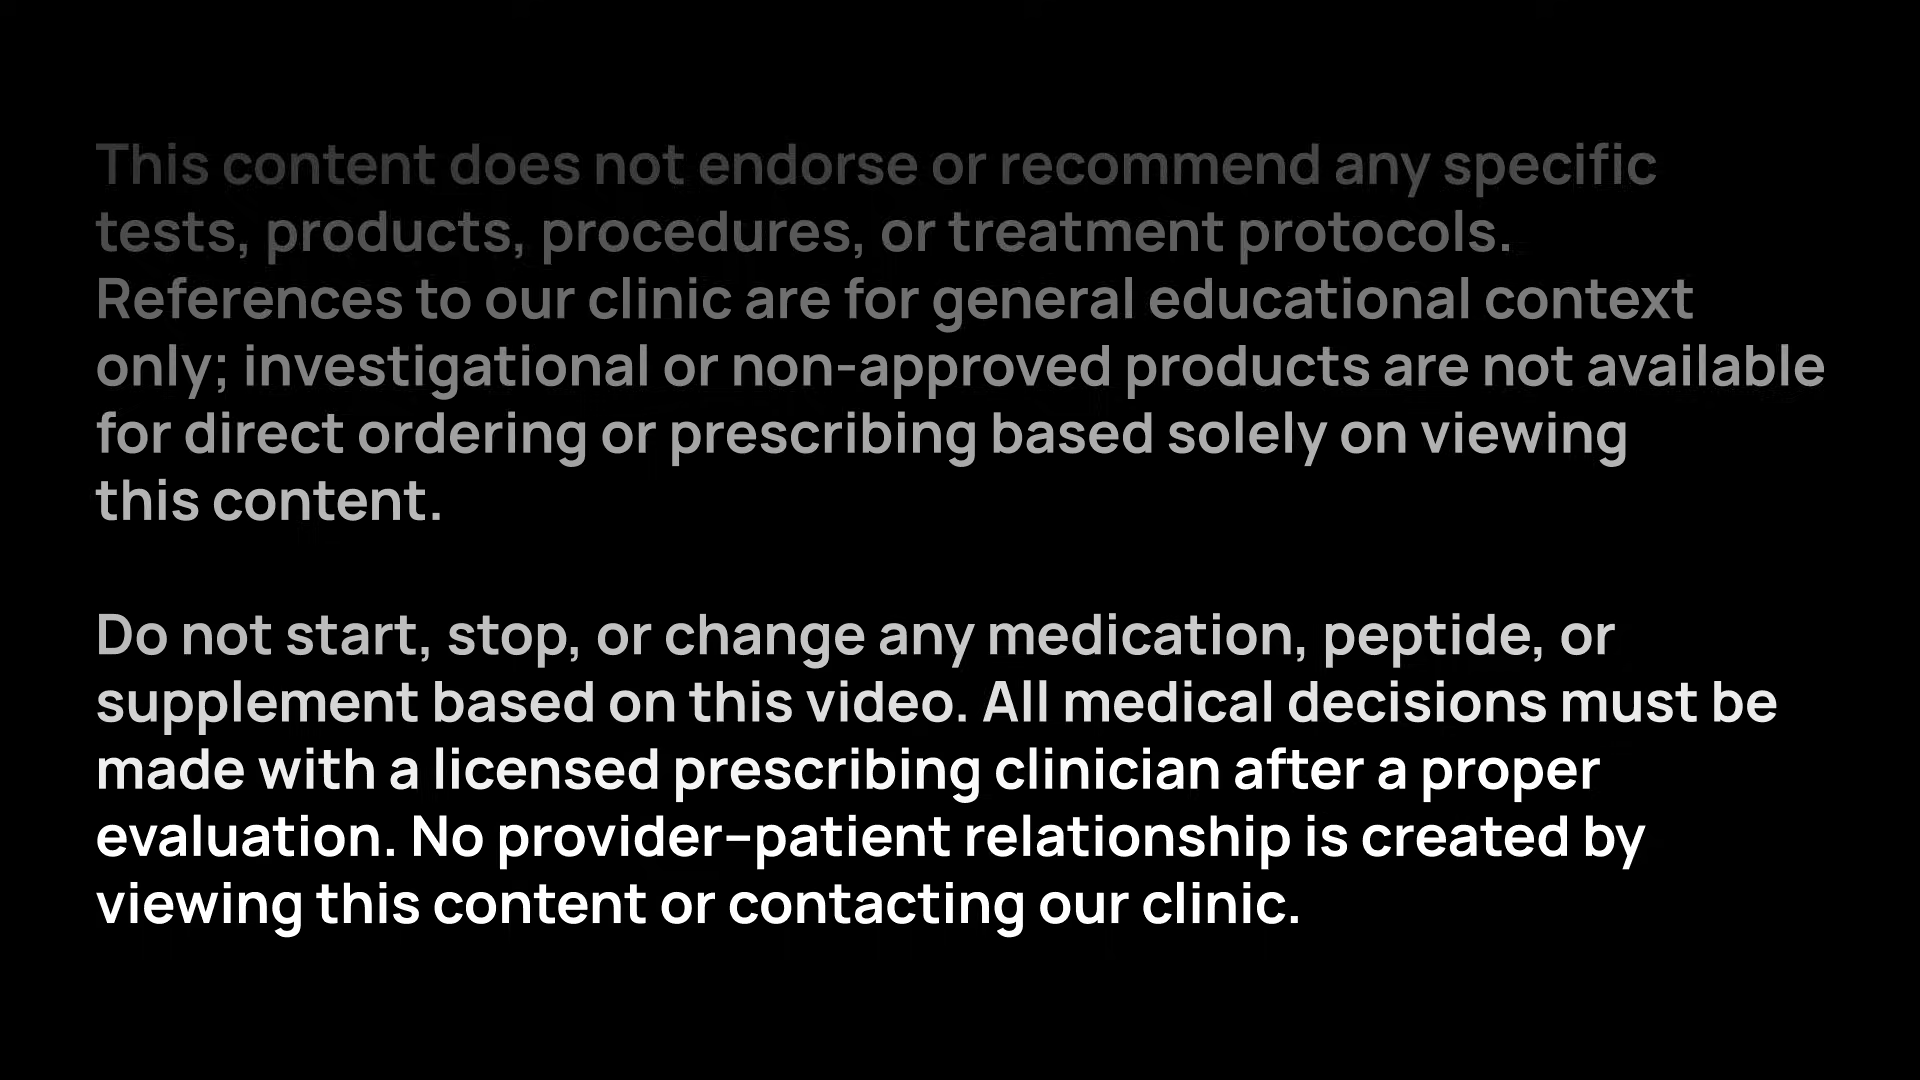 This content does not endorse or recommend any specific
tests, products, procedures, or treatment protocols.
References to our clinic are for general educational context
only; investigational or non-approved products are not available
for direct ordering or prescribing based solely on viewing
this content.
Do not start, stop, or change any medication, peptide, or
supplement based on this video. All medical decisions must be
made with a licensed prescribing clinician after a proper
evaluation. No provider–patient relationship is created by
viewing this content or contacting our clinic.